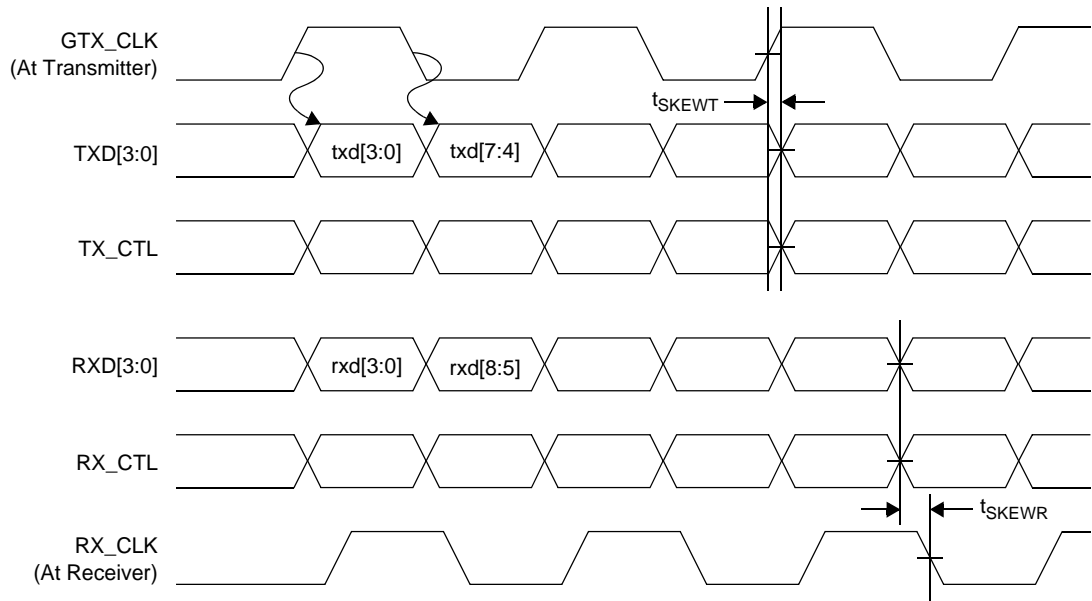 GTX_CLK
(At Transmitter)
tSKEWT
TXD[3:0]
txd[3:0]
txd[7:4]
TX_CTL
RXD[3:0]
rxd[3:0]
rxd[8:5]
RX_CTL
tSKEWR
RX_CLK
(At Receiver)